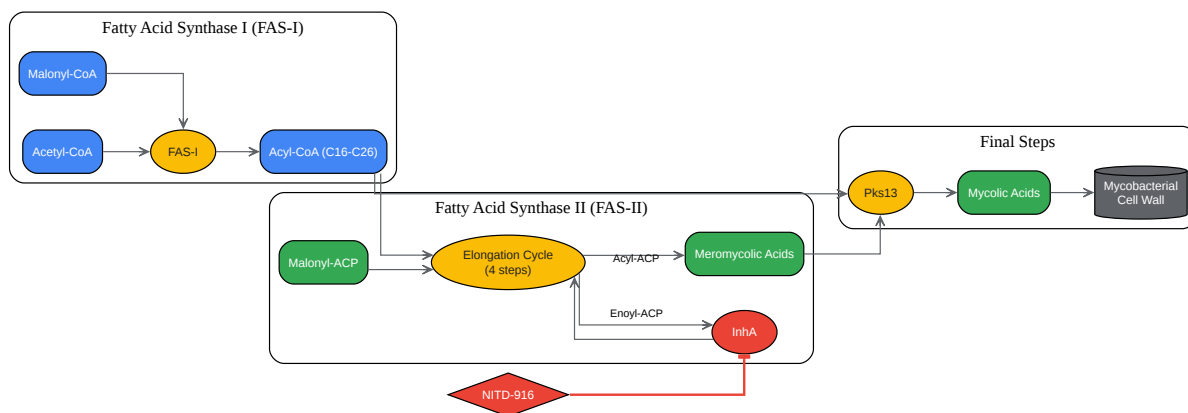 Fatty Acid Synthase I (FAS-I)
Malonyl-CoA
Acetyl-CoA
FAS-I
Acyl-CoA (C16-C26)
Final Steps
Pks13
Mycolic Acids
Mycobacterial
Cell Wall
Fatty Acid Synthase II (FAS-II)
Malonyl-ACP
Elongation Cycle
(4 steps)
Acyl-ACP
Meromycolic Acids
Enoyl-ACP
InhA
NITD-916